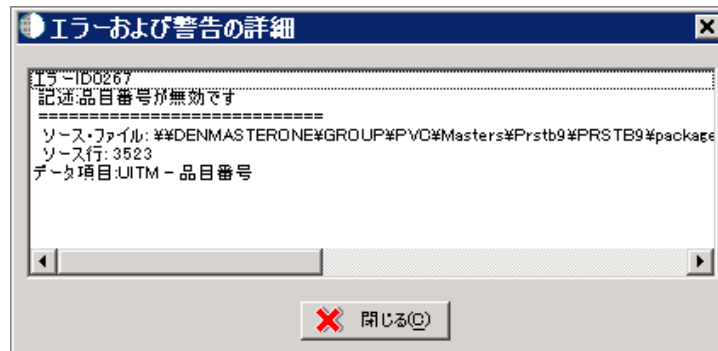 エラーおよび警告の詳細
エラーID0267
記述:品目番号が無効です
============================
ソース・ファイル: ¥¥DENMASTERONE¥GROUP¥PVC¥Masters¥Prstb9¥PRSTB9¥package
ソース行: 3523
データ項目:UITM – 品目番号
閉じる(C)